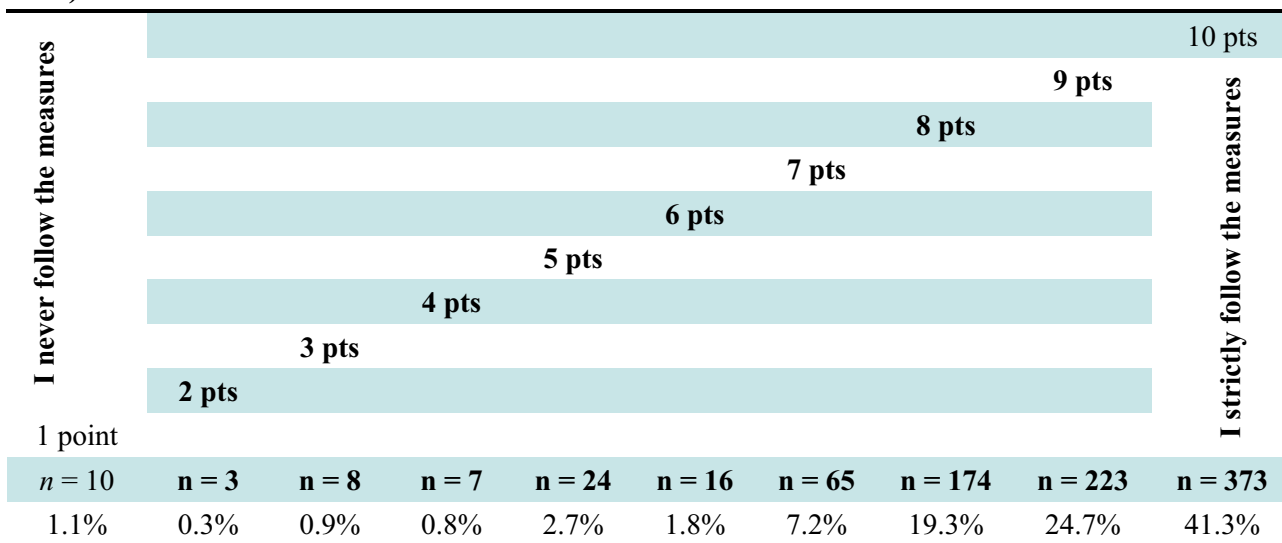 I never follow the measures
10 pts
9 pts
8 pts
7 pts
6 pts
5 pts
4 pts
3 pts
2 pts
1 point
I strictly follow the measures
n = 10 n = 3 n = 8 n = 7 n = 24 n = 16 n = 65 n = 174 n = 223 n = 373
1.1% 0.3% 0.9% 0.8% 2.7% 1.8% 7.2% 19.3% 24.7% 41.3%